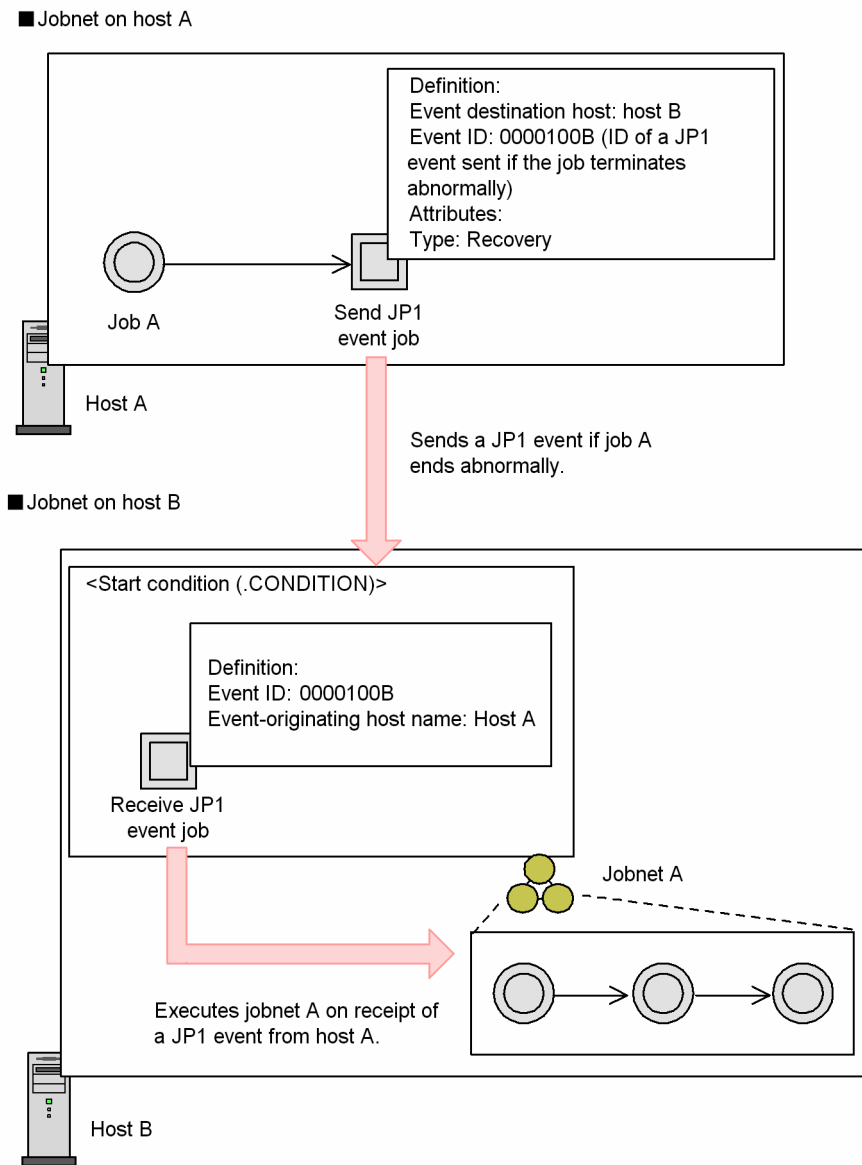 ■Jobnet on host A
Definition:
Event destination host: host B
Event ID: 0000100B (ID of a JP1
event sent if the job terminates
abnormally)
Attributes:
Type: Recovery
Job A
Send JP1
event job
Host A
Sends a JP1 event if job A
ends abnormally.
■Jobnet on host B
<Start condition (.CONDITION)>
Definition:
Event ID: 0000100B
Event-originating host name: Host A
Receive JP1
event job
Jobnet A
Executes jobnet A on receipt of
a JP1 event from host A.
Host B